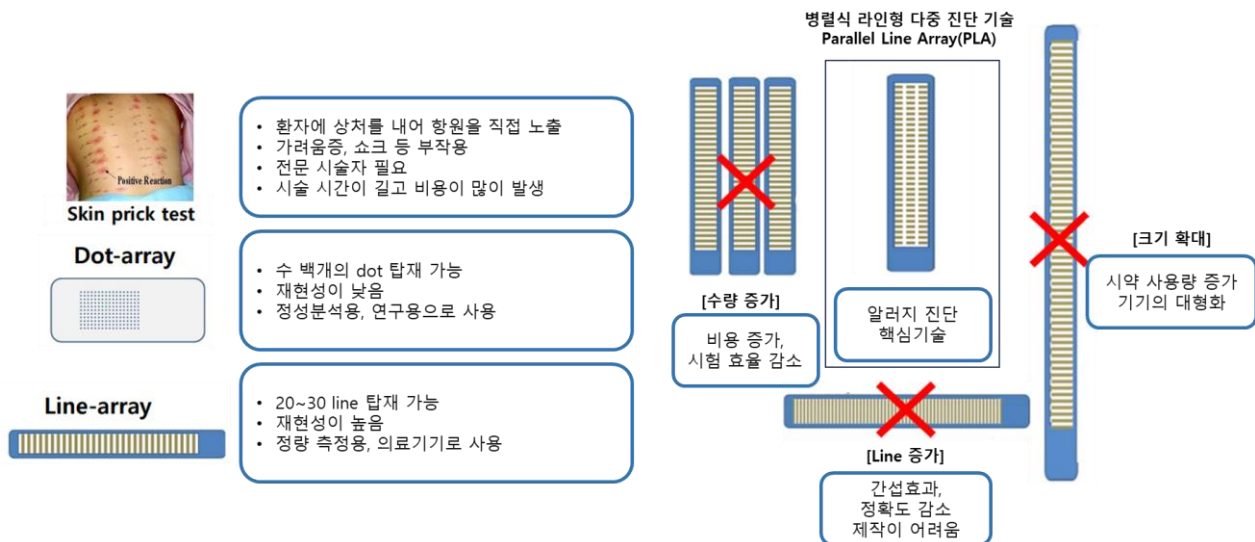 Positive Reaction
Skin prick test
• 환자에 상처를 내어 항원을 직접 노출
• 가려움증, 쇼크 등 부작용
• 전문 시술자 필요
• 시술 시간이 길고 비용이 많이 발생
Dot-array
• 수 백개의 dot 탑재 가능
• 재현성이 낮음
• 정성분석용, 연구용으로 사용
Line-array
• 20~30 line 탑재 가능
• 재현성이 높음
• 정량 측정용, 의료기기로 사용
병렬식 라인형 다중 진단 기술
Parallel Line Array(PLA)
[수량 증가]
비용 증가,
시험 효율 감소
알러지 진단
핵심기술
[크기 확대]
시약 사용량 증가
기기의 대형화
[Line 증가]
간섭효과,
정확도 감소
제작이 어려움